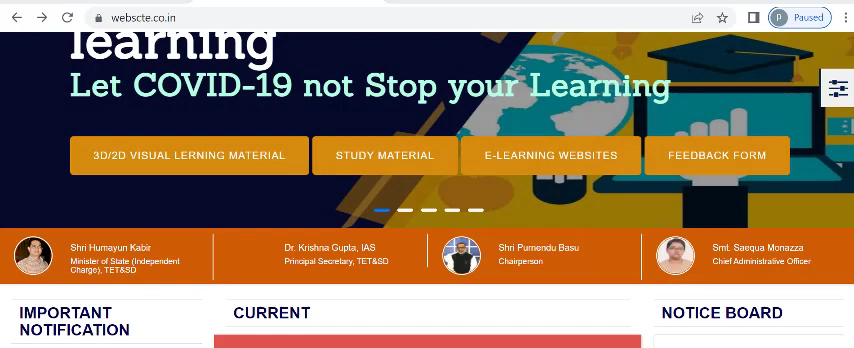 webscte.co.in
Paused
learning
Let COVID-19 not Stop your Learning
3D/2D VISUAL LERNING MATERIAL
STUDY MATERIAL
E-LEARNING WEBSITES
FEEDBACK FORM
Shri Humayun Kabir
Minister of State (Independent
Charge), TET&SD
Dr. Krishna Gupta, IAS
Principal Secretary, TET&SD
Shri Purnendu Basu
Chairperson
Smt. Saequa Monazza
Chief Administrative Officer
IMPORTANT
NOTIFICATION
CURRENT
NOTICE BOARD